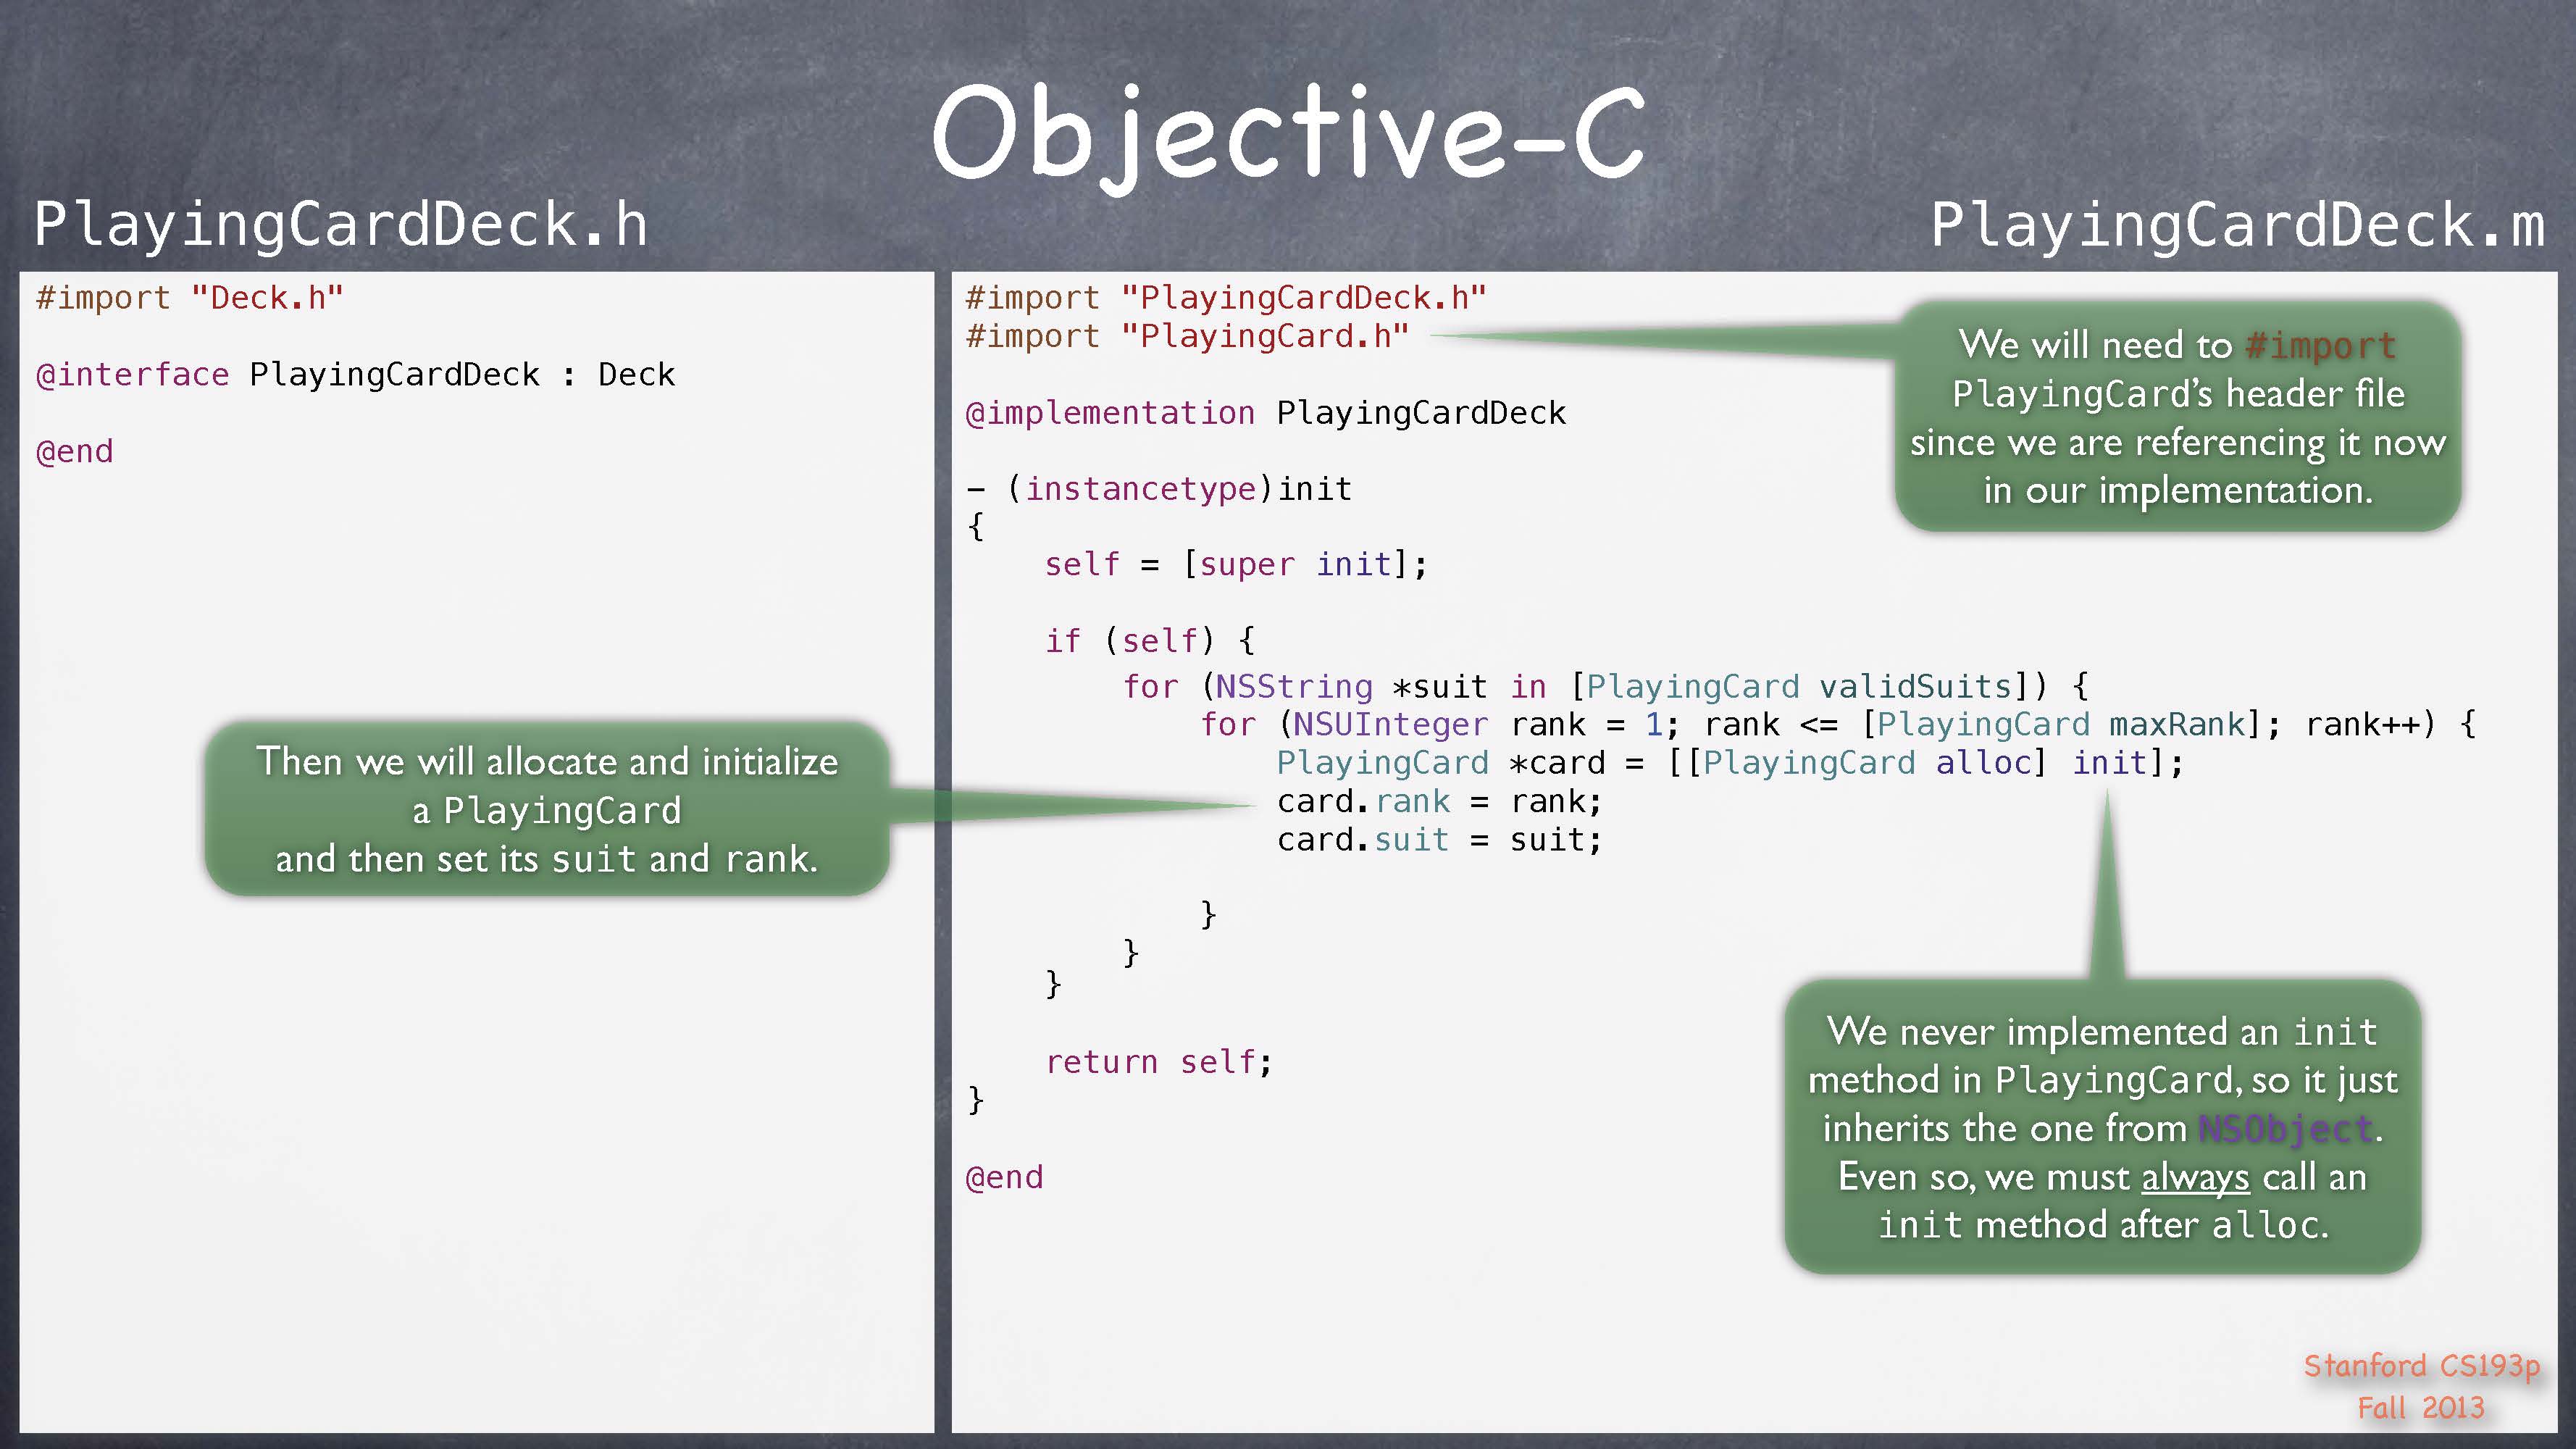 Objective-C
PlayingCardDeck.h
#import "Deck.h"
@interface PlayingCardDeck : Deck
@end
Then we will allocate and initialize
a PlayingCard
and then set its suit and rank.
PlayingCardDeck.m
#import "PlayingCardDeck.h"
#import "PlayingCard.h"
@implementation PlayingCardDeck
- (instancetype)init
{
    self = [super init];
    if (self) {
        for (NSString *suit in [PlayingCard validSuits]) {
            for (NSUInteger rank = 1; rank <= [PlayingCard maxRank]; rank++) {
                PlayingCard *card = [[PlayingCard alloc] init];
                card.rank = rank;
                card.suit = suit;
            }
        }
    }
    return self;
}
@end
We will need to #import
PlayingCard’s header file
since we are referencing it now
in our implementation.
We never implemented an init
method in PlayingCard, so it just
inherits the one from NSObject.
Even so, we must always call an
init method after alloc.
Stanford CS193p
Fall 2013